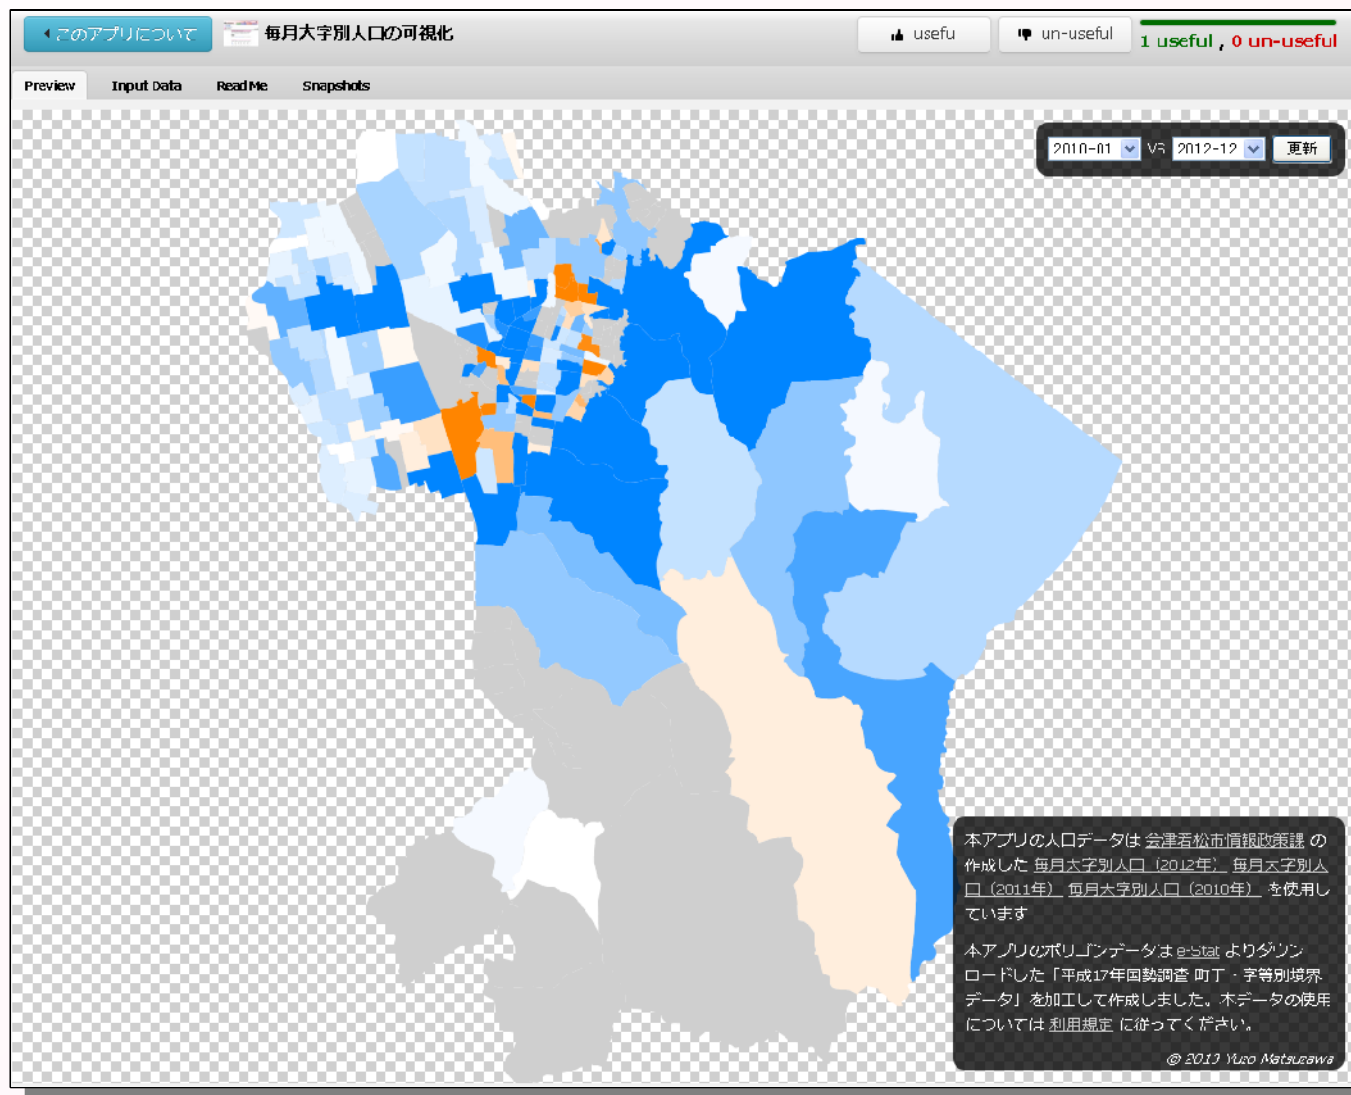 このアプリについて
毎月大字別人口の可視化
usefu
un-useful
1 useful , 0 un-useful
Preview
Input Data
ReadMe
Snapshots
2010-01 VS 2012-12 更新
本アプリの人口データは 会津若松市情報政策課 の
作成した 毎月大字別人口（2012年） 毎月大字別人
口（2011年） 毎月大字別人口（2010年） を使用し
ています
本アプリのポリゴンデータは e-Stat よりダウン
ロードした「平成17年国勢調査 町丁・字等別境界
データ」を加工して作成しました。本データの使用
については 利用規定 に従ってください。
© 2013 Yuzo Matsuzawa